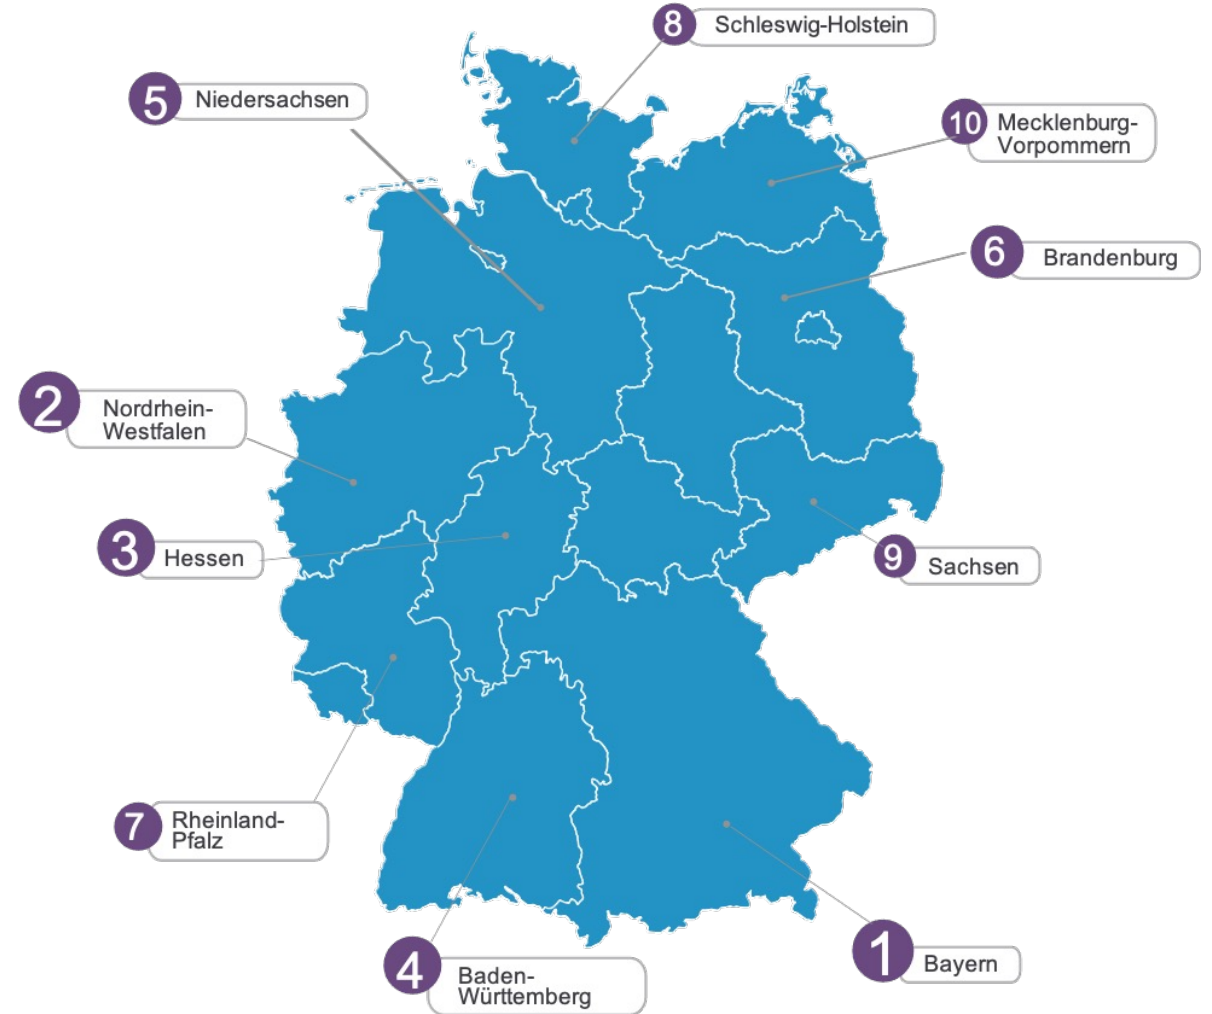 8 Schleswig-Holstein
5 Niedersachsen
10 Mecklenburg-
Vorpommern
6 Brandenburg
2 Nordrhein-
Westfalen
3 Hessen
9 Sachsen
7 Rheinland-
Pfalz
1 Bayern
4 Baden-
Württemberg